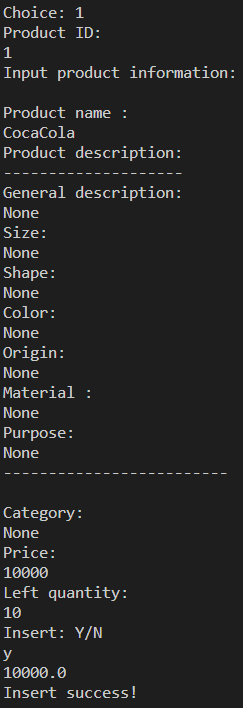 Choice: 1
Product ID:
1
Input product information:
Product name :
CocaCola
Product description:
--------------------
General description:
None
Size:
None
Shape:
None
Color:
None
Origin:
None
Material :
None
Purpose:
None
-------------------------
Category:
None
Price:
10000
Left quantity:
10
Insert: Y/N
y
10000.0
Insert success!